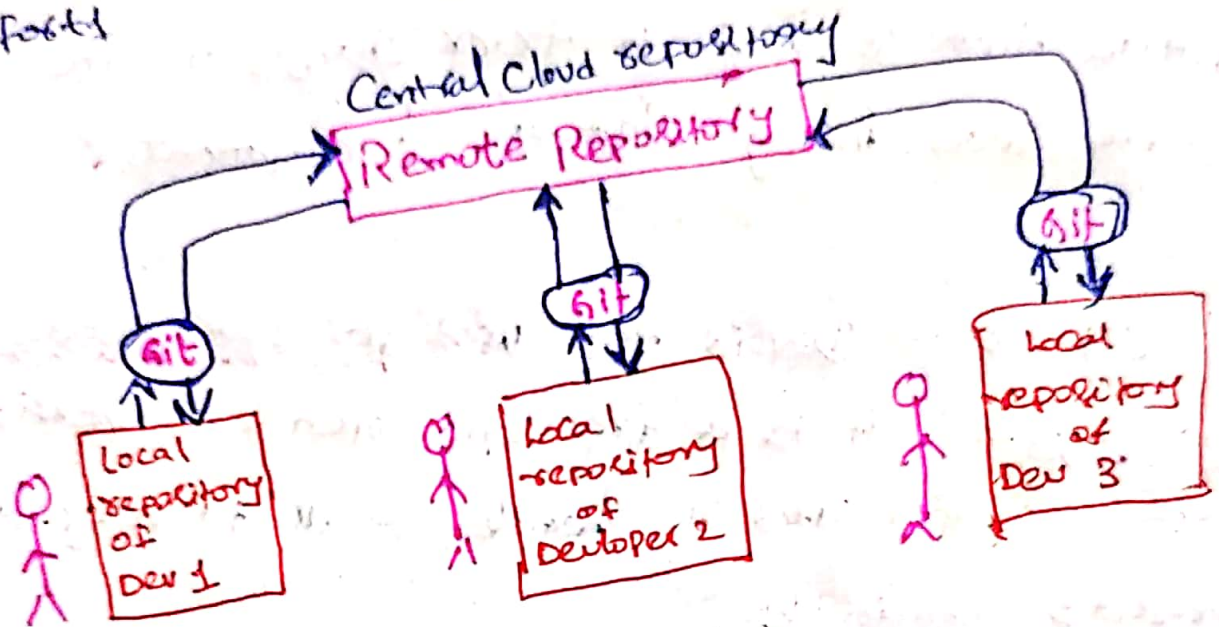 Central Cloud repository
Remote Repository
Git
Git
Git
Local
repository
of
Dev 1
Local
repository
of
Devloper 2
Local
repository
of
Dev 3